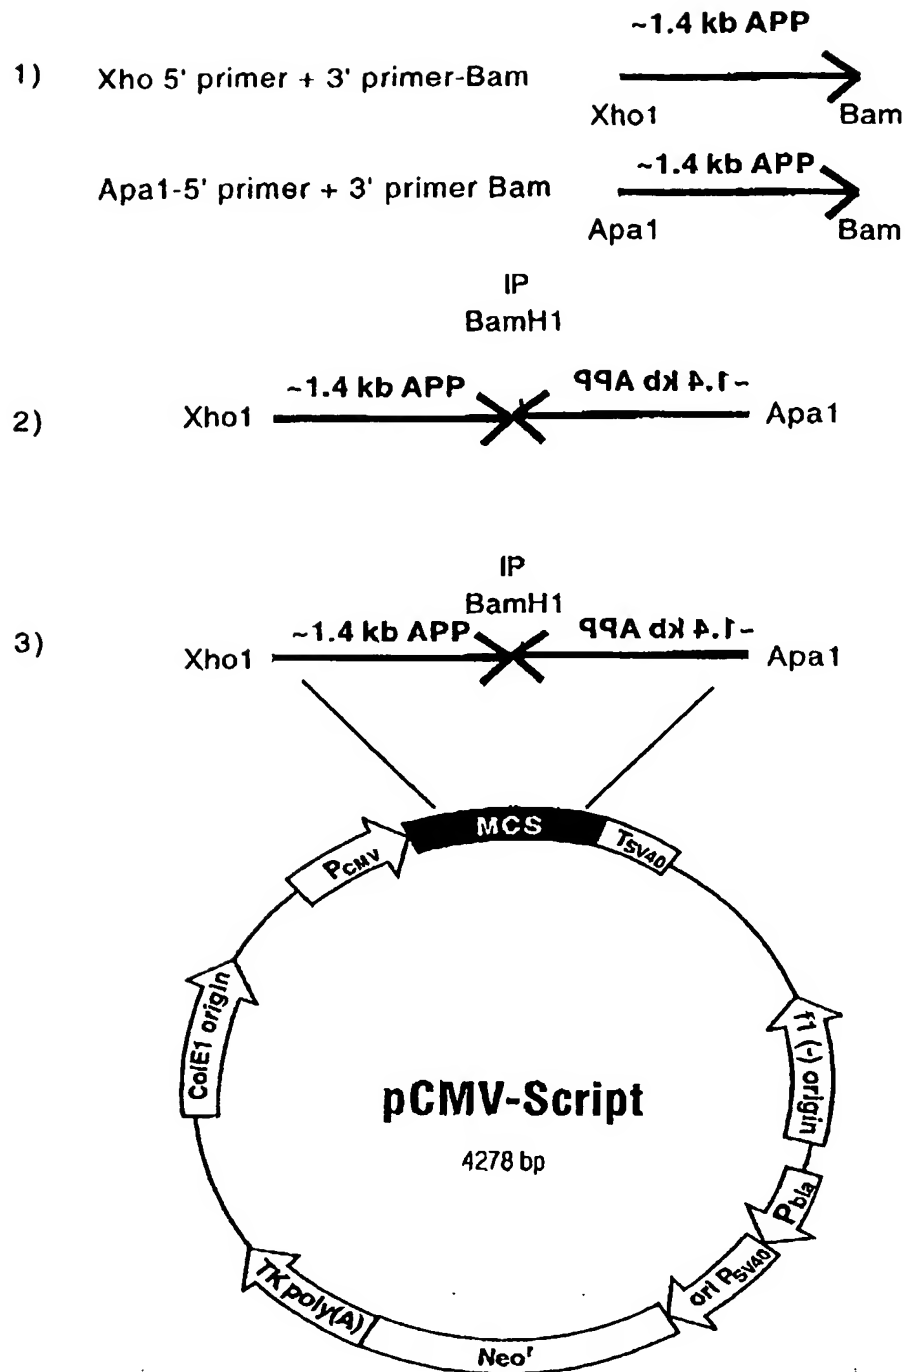 ~1.4 kb APP
1) Xho 5' primer + 3' primer-Bam
Xho1 Bam
~1.4 kb APP
Apa1-5' primer + 3' primer Bam
Apa1 Bam
IP
BamH1
~1.4 kb APP ~1.4 kb APP
2) Xho1 Apa1
IP
BamH1
~1.4 kb APP ~1.4 kb APP
3) Xho1 Apa1
MCS
PCMV
TSV40
ColE1 origin
f1 (-) origin
pCMV-Script
4278 bp
Pbla
ori PSV40
TK poly(A)
Neor